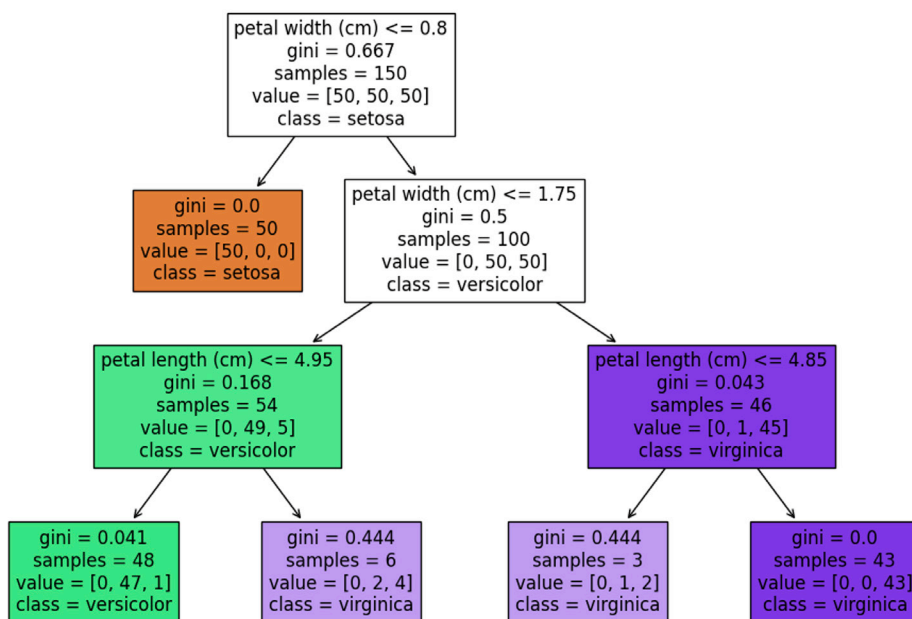 petal width (cm) <= 0.8
gini = 0.667
samples = 150
value = [50, 50, 50]
class = setosa
gini = 0.0
samples = 50
value = [50, 0, 0]
class = setosa
petal width (cm) <= 1.75
gini = 0.5
samples = 100
value = [0, 50, 50]
class = versicolor
petal length (cm) <= 4.95
gini = 0.168
samples = 54
value = [0, 49, 5]
class = versicolor
petal length (cm) <= 4.85
gini = 0.043
samples = 46
value = [0, 1, 45]
class = virginica
gini = 0.041
samples = 48
value = [0, 47, 1]
class = versicolor
gini = 0.444
samples = 6
value = [0, 2, 4]
class = virginica
gini = 0.444
samples = 3
value = [0, 1, 2]
class = virginica
gini = 0.0
samples = 43
value = [0, 0, 43]
class = virginica